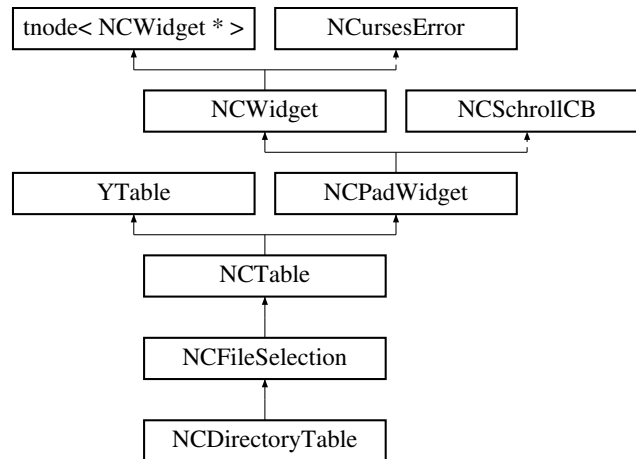 tnode< NCWidget * >
NCursesError
NCWidget
NCSchrollCB
YTable
NCPadWidget
NCTable
NCFileSelection
NCDirectoryTable